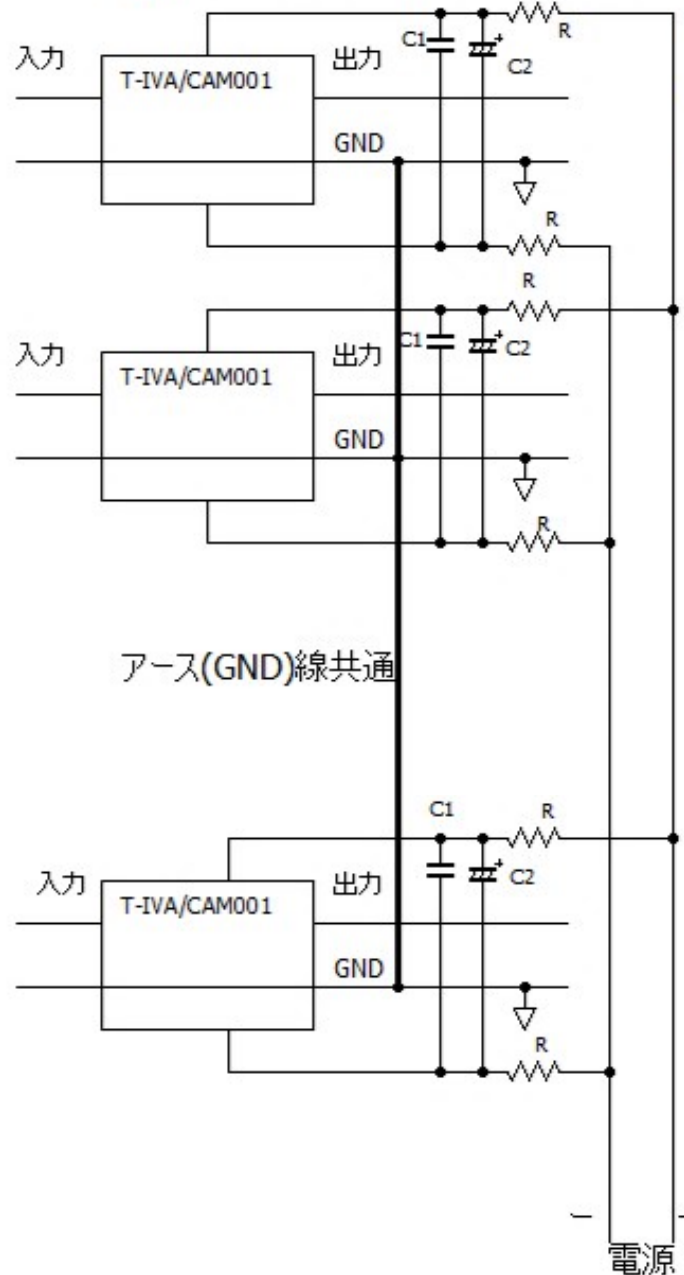 C1
R
C2
入力
T-IVA/CAM001
出力
GND
R
R
C1
C2
入力
T-IVA/CAM001
出力
GND
R
アース(GND)線共通
C1
R
C2
入力
T-IVA/CAM001
出力
GND
R
電源